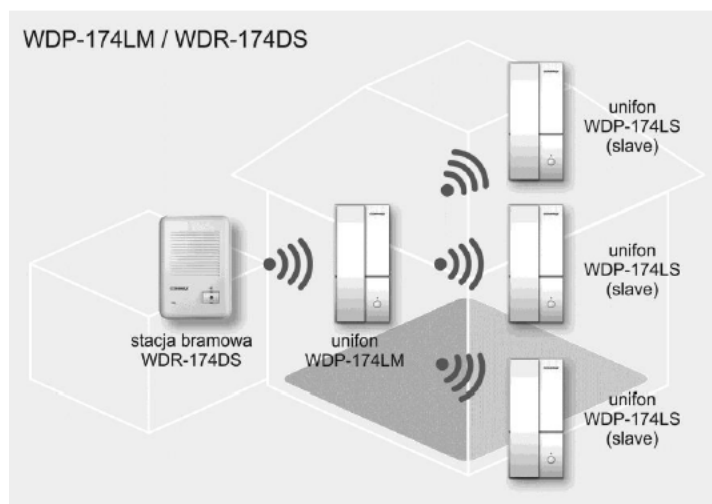 WDP-174LM / WDR-174DS
unifon
WDP-174LS
(slave)
stacja bramowa
WDR-174DS
unifon
WDP-174LM
unifon
WDP-174LS
(slave)
unifon
WDP-174LS
(slave)